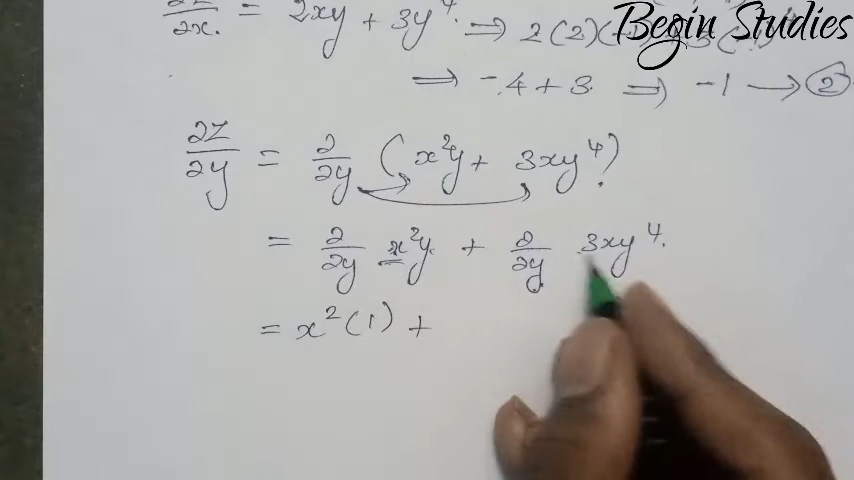 Begin Studies
∂z/∂x = 2xy + 3y⁴ ⇒ 2(2)(
⇒ -4 + 3 ⇒ -1 → ②
∂z/∂y = ∂/∂y (x²y + 3xy⁴)
= ∂/∂y x²y + ∂/∂y 3xy⁴
= x²(1) +